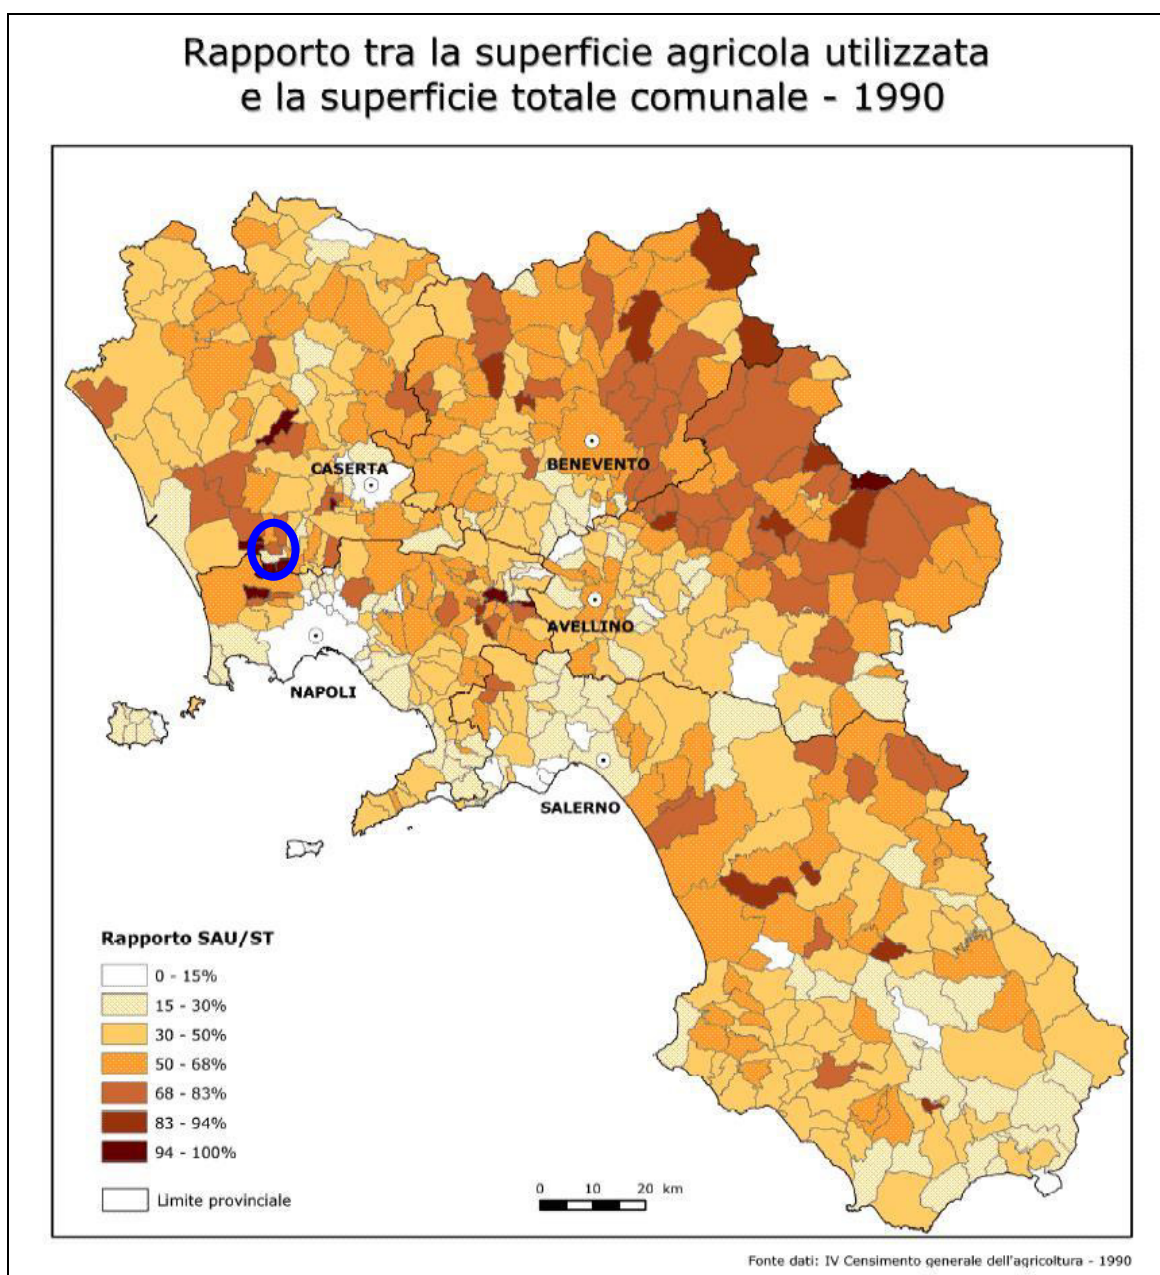 Rapporto tra la superficie agricola utilizzata
e la superficie totale comunale - 1990
CASERTA
BENEVENTO
AVELLINO
NAPOLI
SALERNO
Rapporto SAU/ST
0 - 15%
15 - 30%
30 - 50%
50 - 68%
68 - 83%
83 - 94%
94 - 100%
Limite provinciale
0 10 20 km
Fonte dati: IV Censimento generale dell'agricoltura - 1990